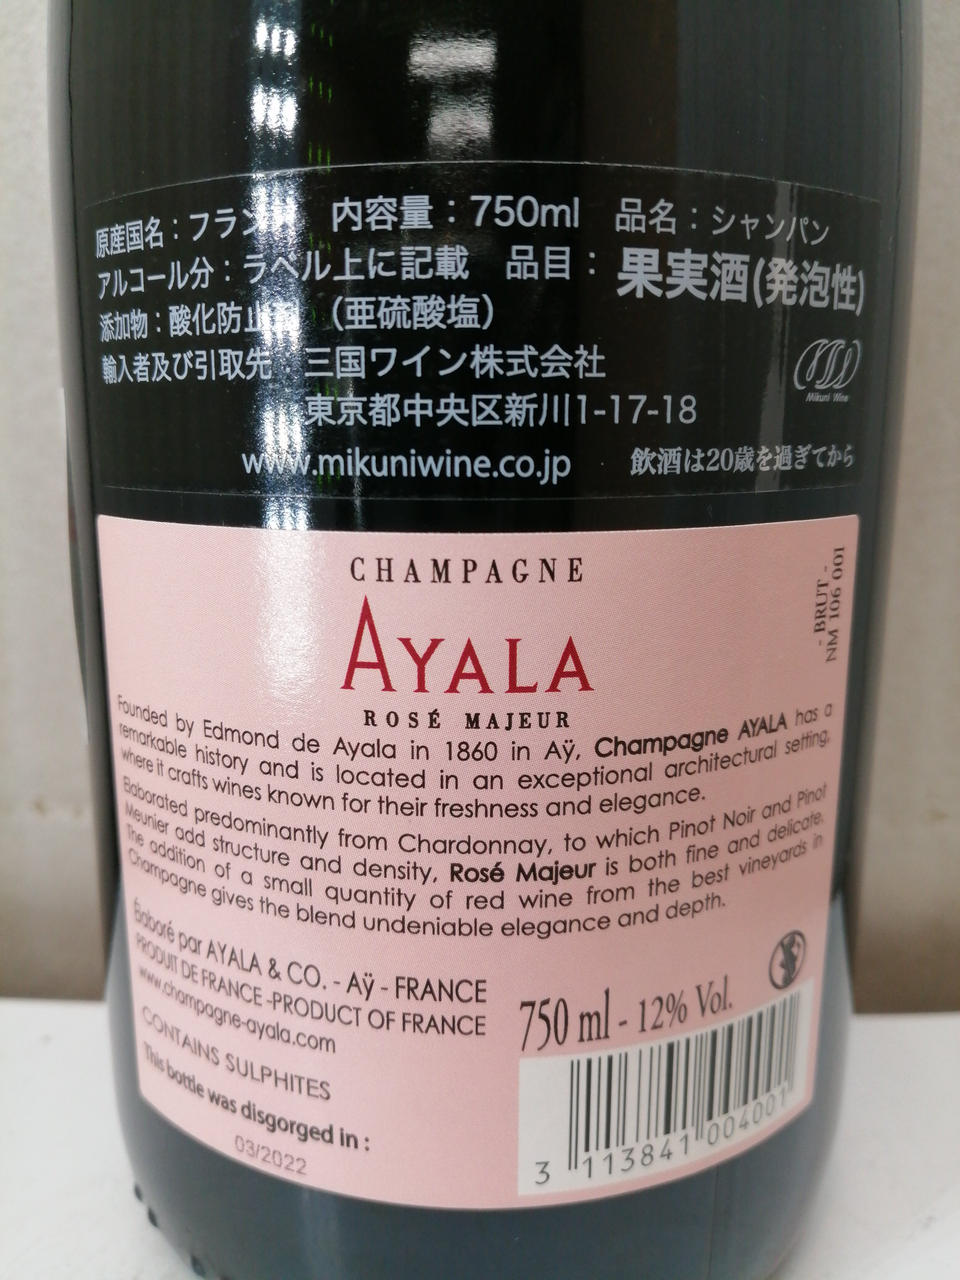 原産国名：フラン 内容量：750ml 品名：シャンパン
アルコール分：ラベル上に記載 品目：果実酒(発泡性)
添加物：酸化防止 (亜硫酸塩)
輸入者及び引取先：三国ワイン株式会社
東京都中央区新川1-17-18
Mikuni Wine
www.mikuniwine.co.jp 飲酒は20歳を過ぎてから
CHAMPAGNE
AYALA
ROSÉ MAJEUR
- BRUT -
NM 106 001
Founded by Edmond de Ayala in 1860 in Aÿ, Champagne AYALA has a
remarkable history and is located in an exceptional architectural setting,
where it crafts wines known for their freshness and elegance.
Elaborated predominantly from Chardonnay, to which Pinot Noir and Pinot
Meunier add structure and density, Rosé Majeur is both fine and delicate.
The addition of a small quantity of red wine from the best vineyards in
Champagne gives the blend undeniable elegance and depth.
Élaboré par AYALA & CO. - Aÿ - FRANCE
PRODUIT DE FRANCE -PRODUCT OF FRANCE
www.champagne-ayala.com
CONTAINS SULPHITES
This bottle was disgorged in :
03/2022
750 ml - 12% Vol.
3 113841 004001